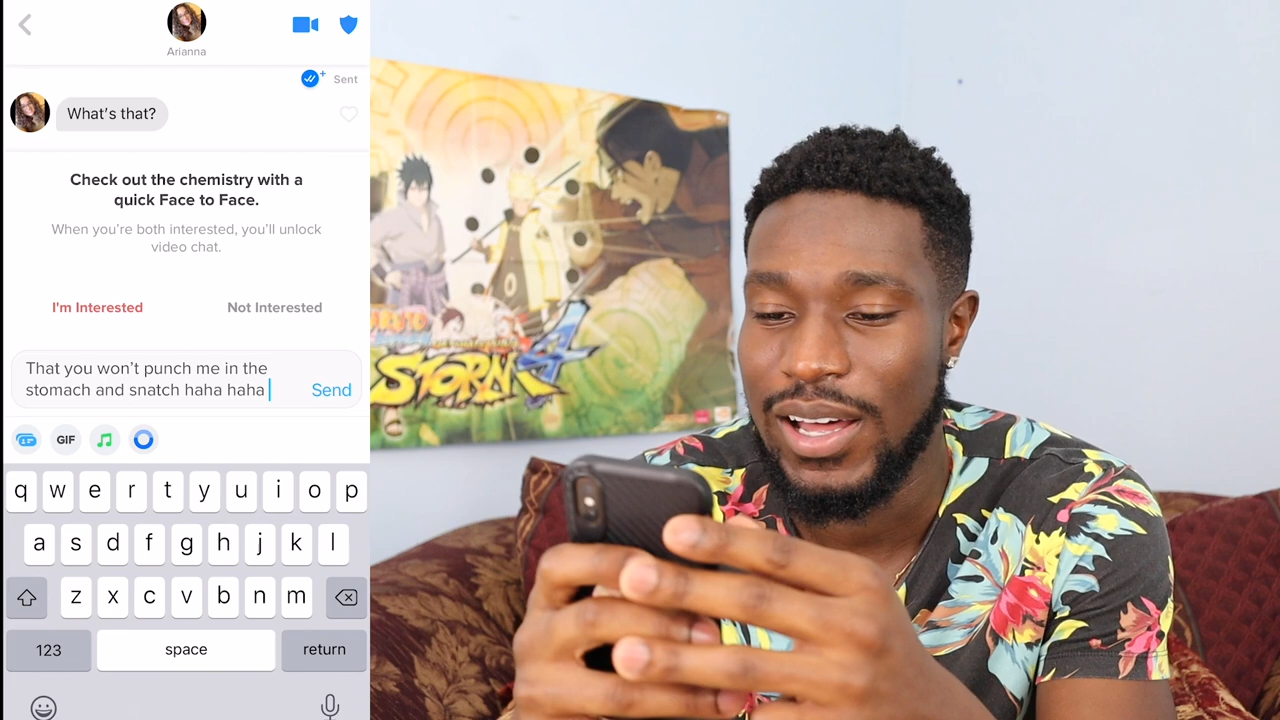 Arianna
Sent
What's that?
Check out the chemistry with a
quick Face to Face.
When you're both interested, you'll unlock
video chat.
I'm Interested
Not Interested
That you won't punch me in the
stomach and snatch haha haha
Send
GIF
q w e r t y u i o p
a s d f g h j k l
z x c v b n m
123
space
return
STORM 4